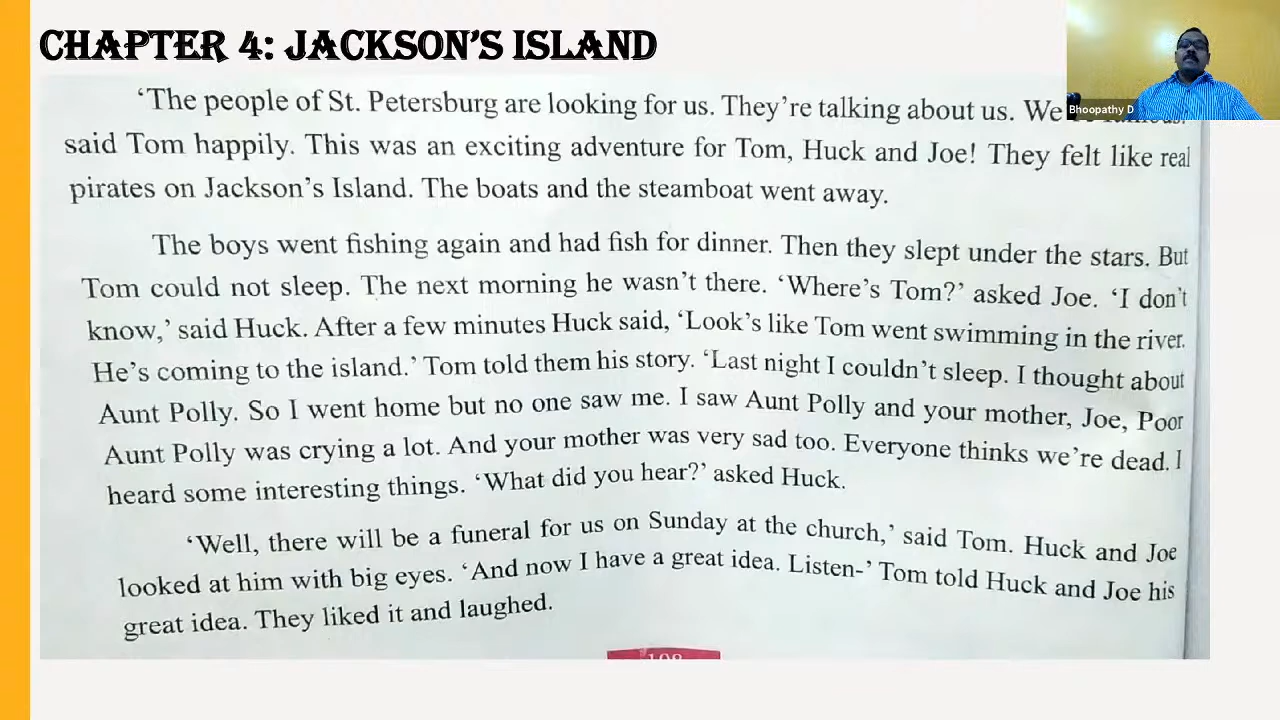 CHAPTER 4: JACKSON'S ISLAND
Bhoopathy D
'The people of St. Petersburg are looking for us. They're talking about us. We
said Tom happily. This was an exciting adventure for Tom, Huck and Joe! They felt like real
pirates on Jackson's Island. The boats and the steamboat went away.
The boys went fishing again and had fish for dinner. Then they slept under the stars. But
Tom could not sleep. The next morning he wasn't there. 'Where's Tom?' asked Joe. 'I don't
know,' said Huck. After a few minutes Huck said, 'Look's like Tom went swimming in the river.
He's coming to the island.' Tom told them his story. 'Last night I couldn't sleep. I thought about
Aunt Polly. So I went home but no one saw me. I saw Aunt Polly and your mother, Joe, Poor
Aunt Polly was crying a lot. And your mother was very sad too. Everyone thinks we're dead. I
heard some interesting things. 'What did you hear?' asked Huck.
'Well, there will be a funeral for us on Sunday at the church,' said Tom. Huck and Joe
looked at him with big eyes. 'And now I have a great idea. Listen-' Tom told Huck and Joe his
great idea. They liked it and laughed.